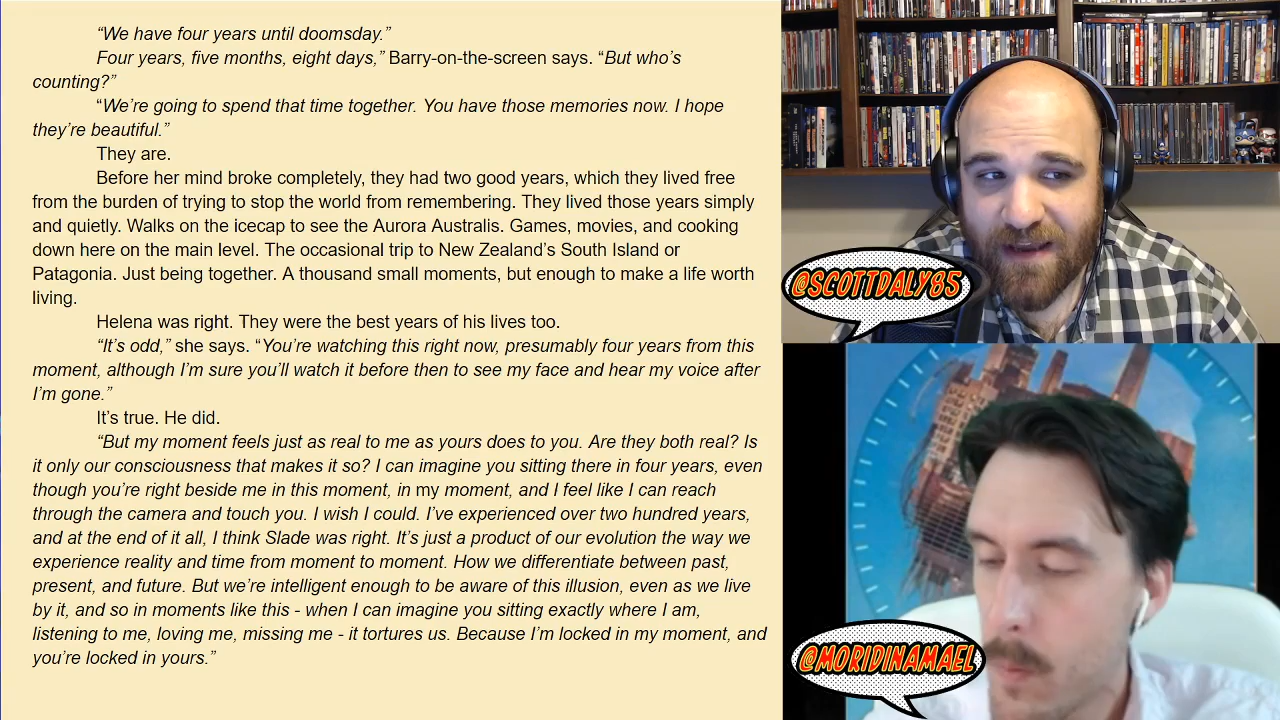 “We have four years until doomsday.”
Four years, five months, eight days,” Barry-on-the-screen says. “But who’s
counting?”
“We’re going to spend that time together. You have those memories now. I hope
they’re beautiful.”
They are.
Before her mind broke completely, they had two good years, which they lived free
from the burden of trying to stop the world from remembering. They lived those years simply
and quietly. Walks on the icecap to see the Aurora Australis. Games, movies, and cooking
down here on the main level. The occasional trip to New Zealand’s South Island or
Patagonia. Just being together. A thousand small moments, but enough to make a life worth
living.
Helena was right. They were the best years of his lives too.
“It’s odd,” she says. “You’re watching this right now, presumably four years from this
moment, although I’m sure you’ll watch it before then to see my face and hear my voice after
I’m gone.”
It’s true. He did.
“But my moment feels just as real to me as yours does to you. Are they both real? Is
it only our consciousness that makes it so? I can imagine you sitting there in four years, even
though you’re right beside me in this moment, in my moment, and I feel like I can reach
through the camera and touch you. I wish I could. I’ve experienced over two hundred years,
and at the end of it all, I think Slade was right. It’s just a product of our evolution the way we
experience reality and time from moment to moment. How we differentiate between past,
present, and future. But we’re intelligent enough to be aware of this illusion, even as we live
by it, and so in moments like this - when I can imagine you sitting exactly where I am,
listening to me, loving me, missing me - it tortures us. Because I’m locked in my moment, and
you’re locked in yours.”
@SCOTTDALY85
@MORIDINAMAEL